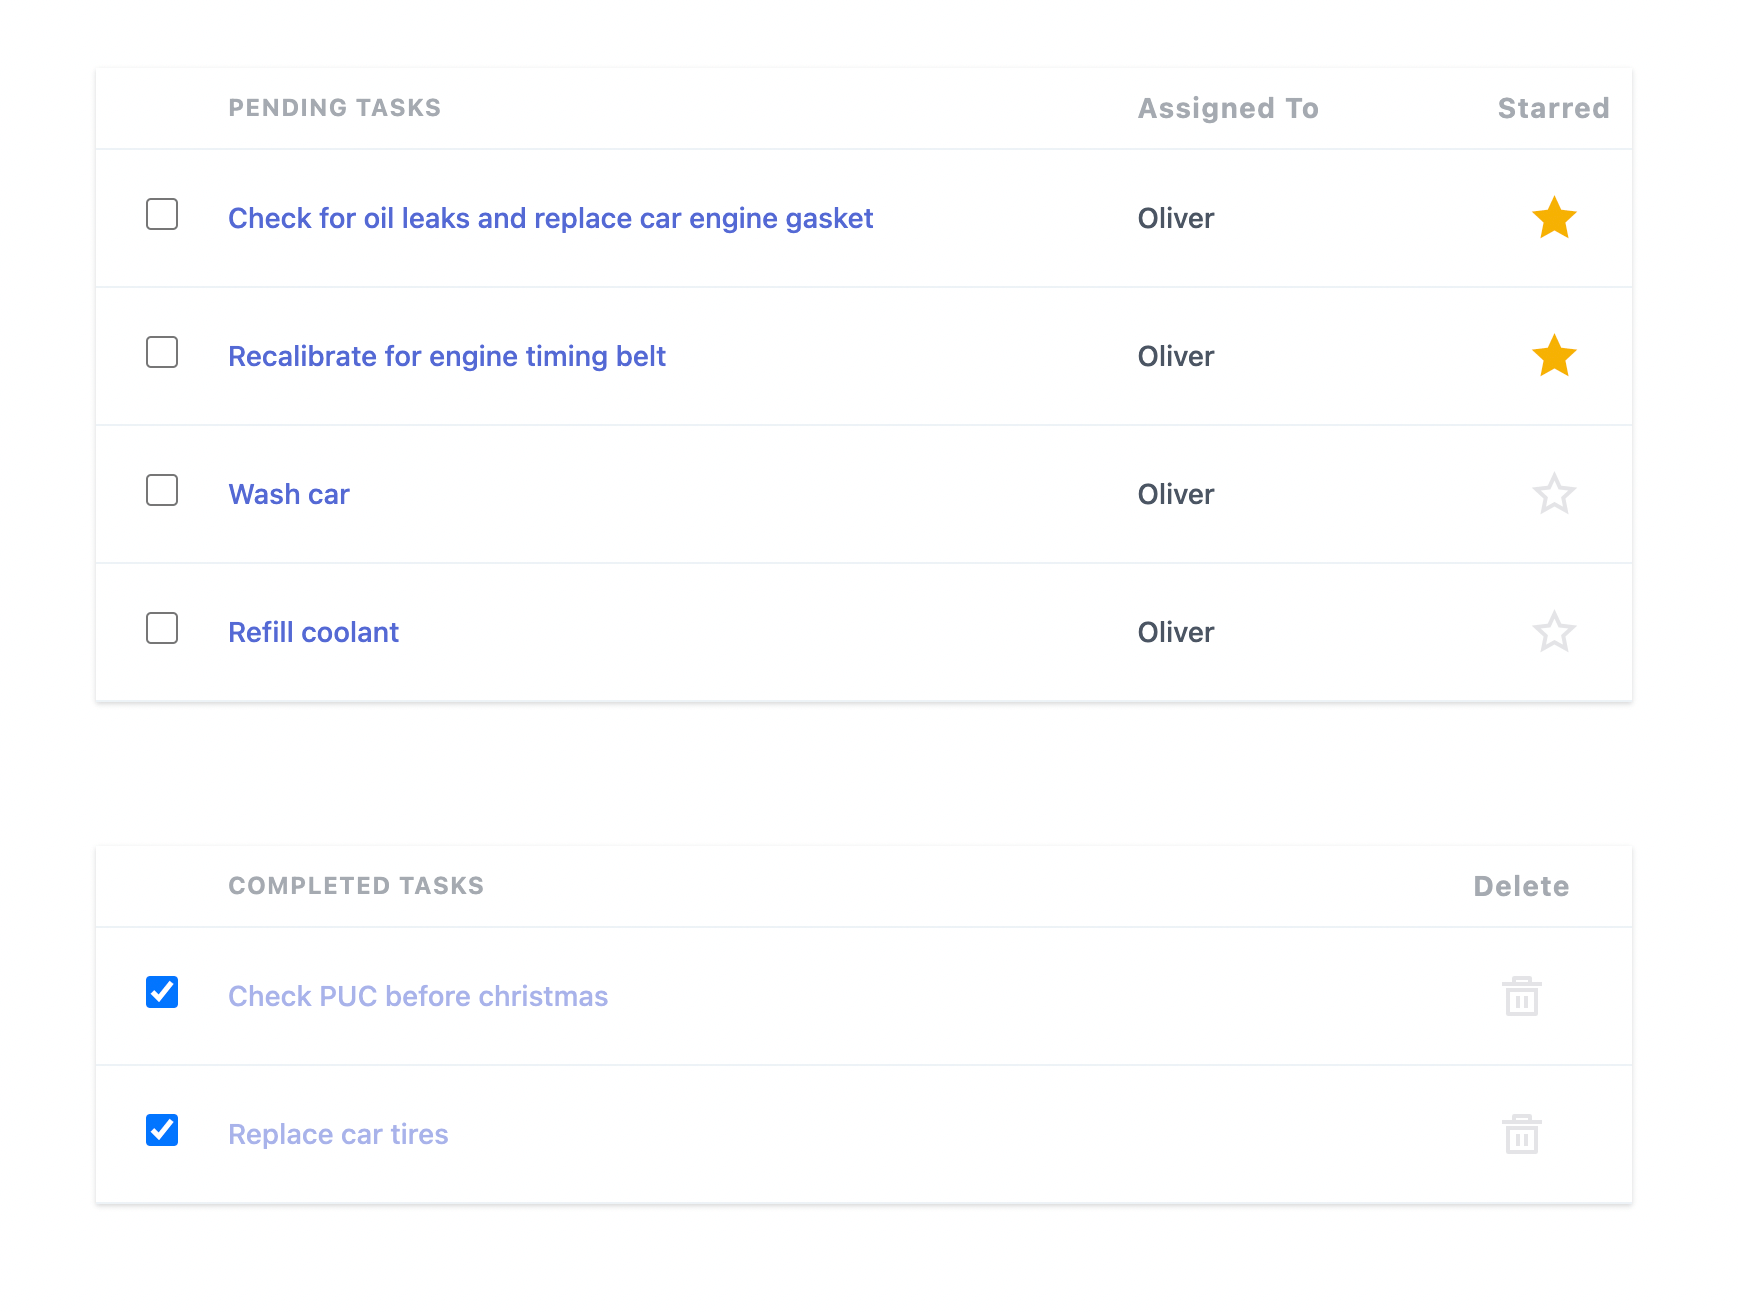 PENDING TASKS Assigned To Starred
Check for oil leaks and replace car engine gasket Oliver
Recalibrate for engine timing belt Oliver
Wash car Oliver
Refill coolant Oliver
COMPLETED TASKS Delete
Check PUC before christmas
Replace car tires